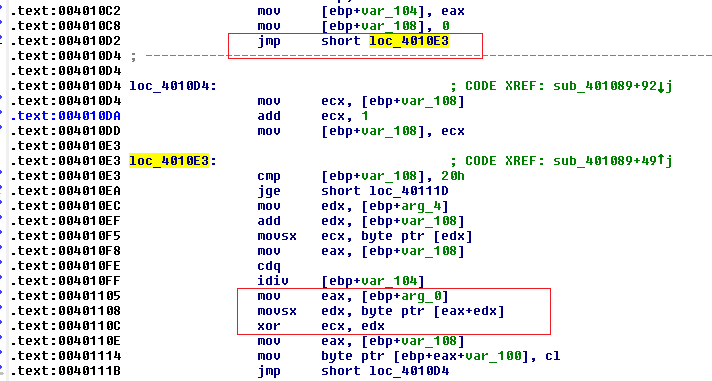 .text:004010C2 mov [ebp+var_104], eax
.text:004010C8 mov [ebp+var_108], 0
.text:004010D2 jmp short loc_4010E3
.text:004010D4 ; ---------------------------------------------------------------------------
.text:004010D4
.text:004010D4 loc_4010D4: ; CODE XREF: sub_401089+92↓j
.text:004010D4 mov ecx, [ebp+var_108]
.text:004010DA add ecx, 1
.text:004010DD mov [ebp+var_108], ecx
.text:004010E3
.text:004010E3 loc_4010E3: ; CODE XREF: sub_401089+49↑j
.text:004010E3 cmp [ebp+var_108], 20h
.text:004010EA jge short loc_40111D
.text:004010EC mov edx, [ebp+arg_4]
.text:004010EF add edx, [ebp+var_108]
.text:004010F5 movsx ecx, byte ptr [edx]
.text:004010F8 mov eax, [ebp+var_108]
.text:004010FE cdq
.text:004010FF idiv [ebp+var_104]
.text:00401105 mov eax, [ebp+arg_0]
.text:00401108 movsx edx, byte ptr [eax+edx]
.text:0040110C xor ecx, edx
.text:0040110E mov eax, [ebp+var_108]
.text:00401114 mov byte ptr [ebp+eax+var_100], cl
.text:0040111B jmp short loc_4010D4